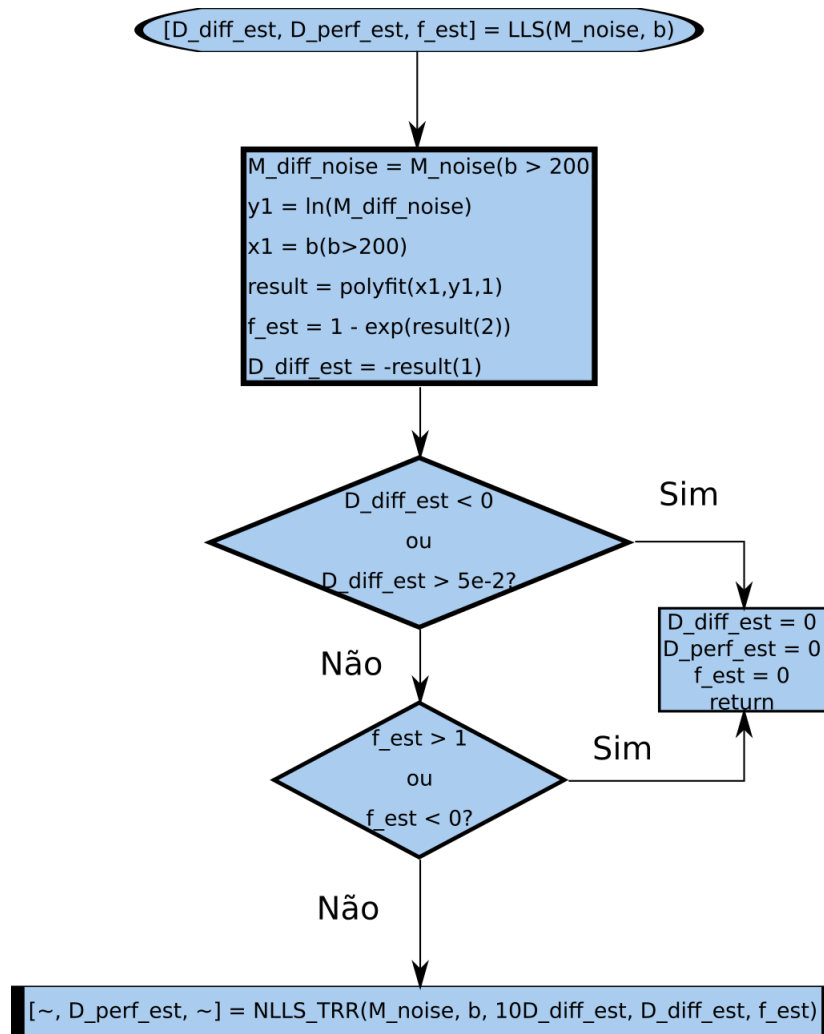 [D_diff_est, D_perf_est, f_est] = LLS(M_noise, b)
M_diff_noise = M_noise(b > 200
y1 = ln(M_diff_noise)
x1 = b(b>200)
result = polyfit(x1,y1,1)
f_est = 1 - exp(result(2))
D_diff_est = -result(1)
D_diff_est < 0
ou
D_diff_est > 5e-2?
Sim
D_diff_est = 0
D_perf_est = 0
f_est = 0
return
Não
f_est > 1
ou
f_est < 0?
Sim
Não
[~, D_perf_est, ~] = NLLS_TRR(M_noise, b, 10D_diff_est, D_diff_est, f_est)